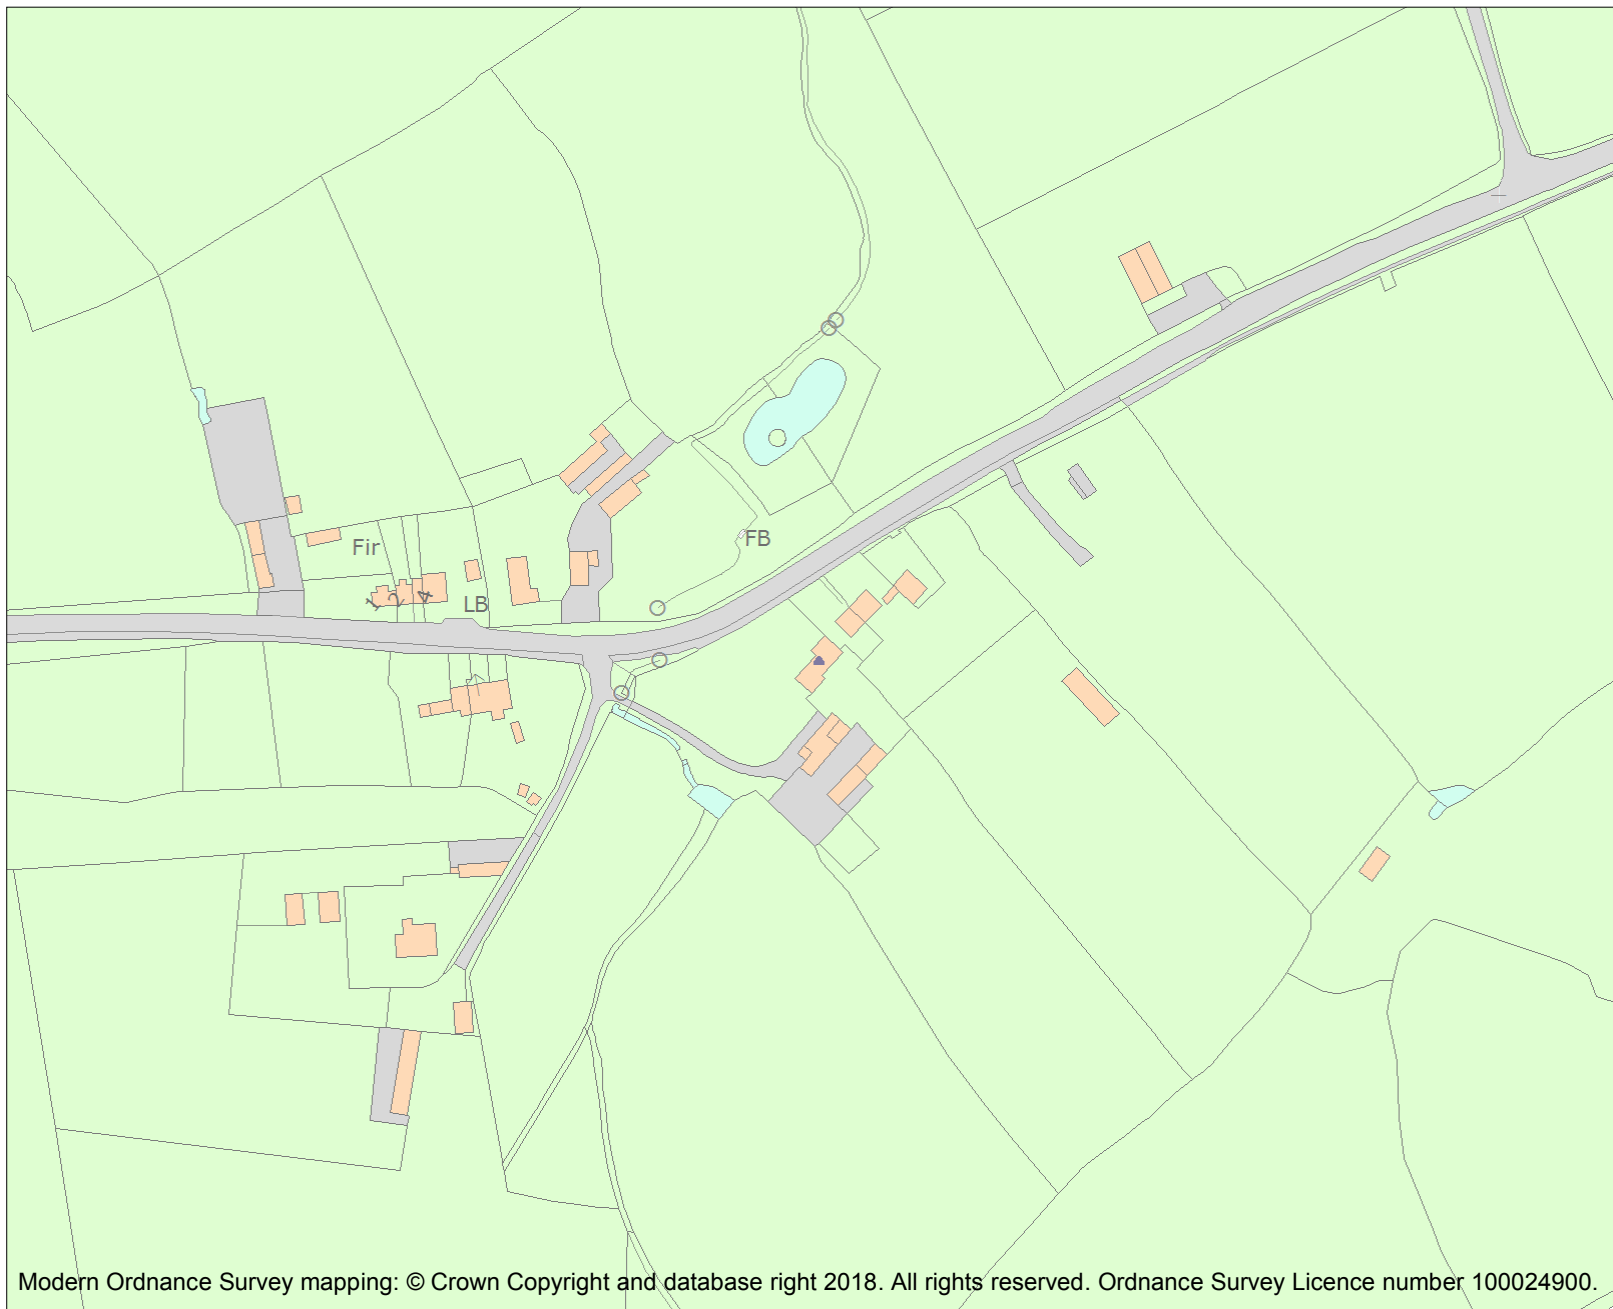 FB
Fir
1 2 4
LB
Modern Ordnance Survey mapping: © Crown Copyright and database right 2018. All rights reserved. Ordnance Survey Licence number 100024900.